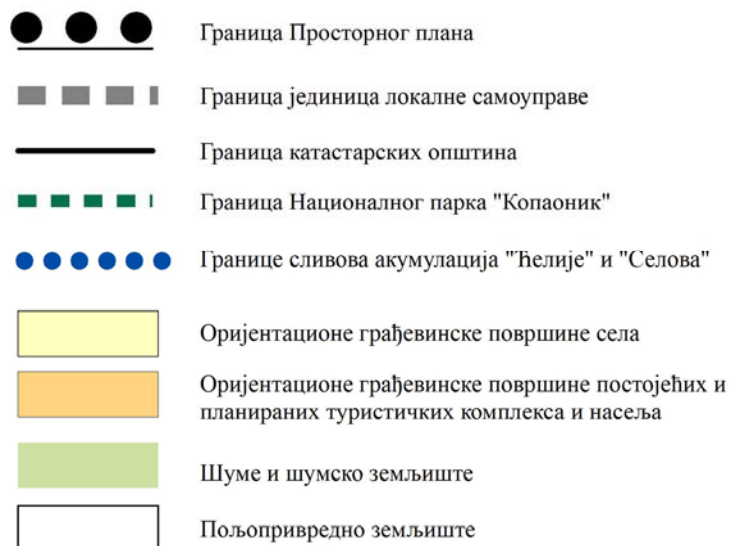 Граница Просторног плана
Граница јединица локалне самоуправе
Граница катастарских општина
Граница Националног парка "Копаоник"
Границе сливова акумулација "Ћелије" и "Селова"
Оријентационе грађевинске површине села
Оријентационе грађевинске површине постојећих и
планираних туристичких комплекса и насеља
Шуме и шумско земљиште
Пољопривредно земљиште